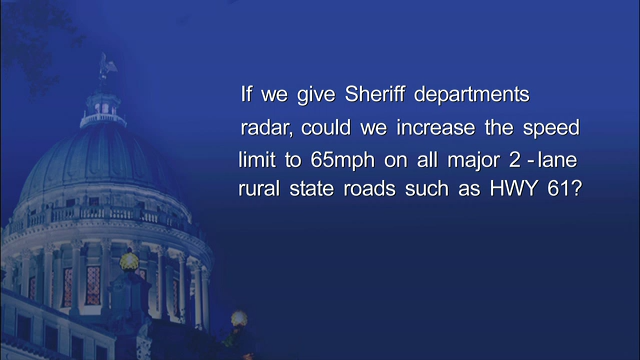 If we give Sheriff departments
radar, could we increase the speed
limit to 65mph on all major 2 - lane
rural state roads such as HWY 61?